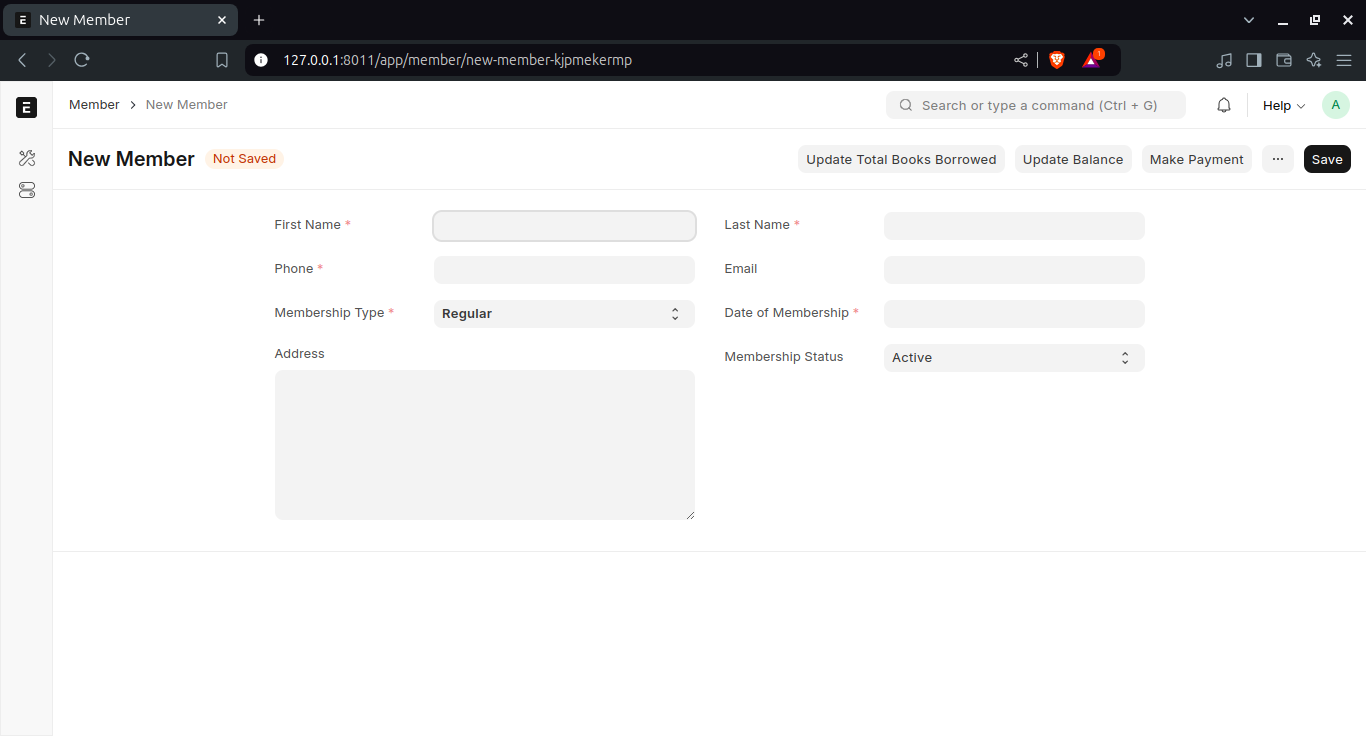 E New Member
127.0.0.1:8011/app/member/new-member-kjpmekermp
1
E
Member > New Member
Search or type a command (Ctrl + G)
Help
A
New Member Not Saved
Update Total Books Borrowed
Update Balance
Make Payment
···
Save
First Name *
Last Name *
Phone *
Email
Membership Type * Regular
Date of Membership *
Address
Membership Status Active